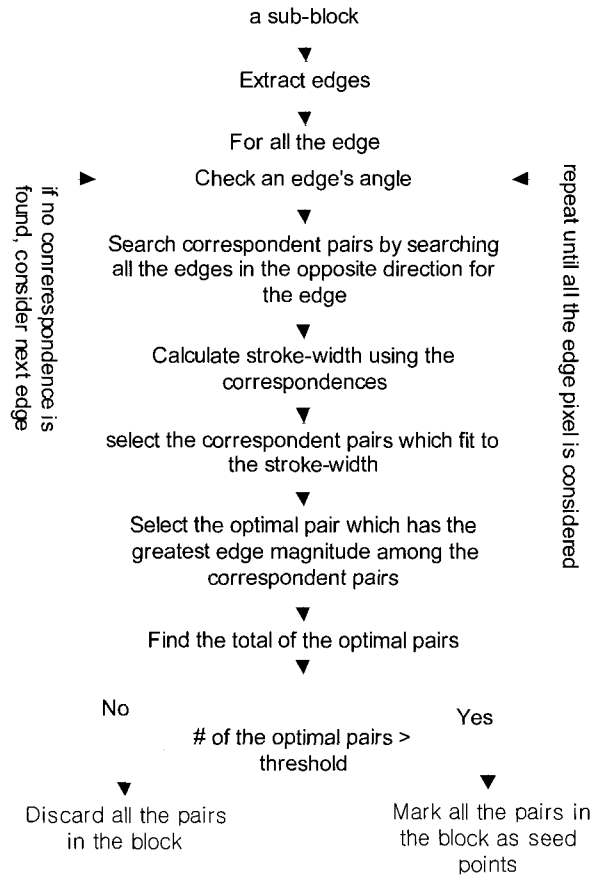 a sub-block
Extract edges
For all the edge
Check an edge's angle
if no conrerespondence is
found, consider next edge
repeat until all the edge pixel is considered
Search correspondent pairs by searching
all the edges in the opposite direction for
the edge
Calculate stroke-width using the
correspondences
select the correspondent pairs which fit to
the stroke-width
Select the optimal pair which has the
greatest edge magnitude among the
correspondent pairs
Find the total of the optimal pairs
No
Yes
# of the optimal pairs >
threshold
Discard all the pairs
in the block
Mark all the pairs in
the block as seed
points